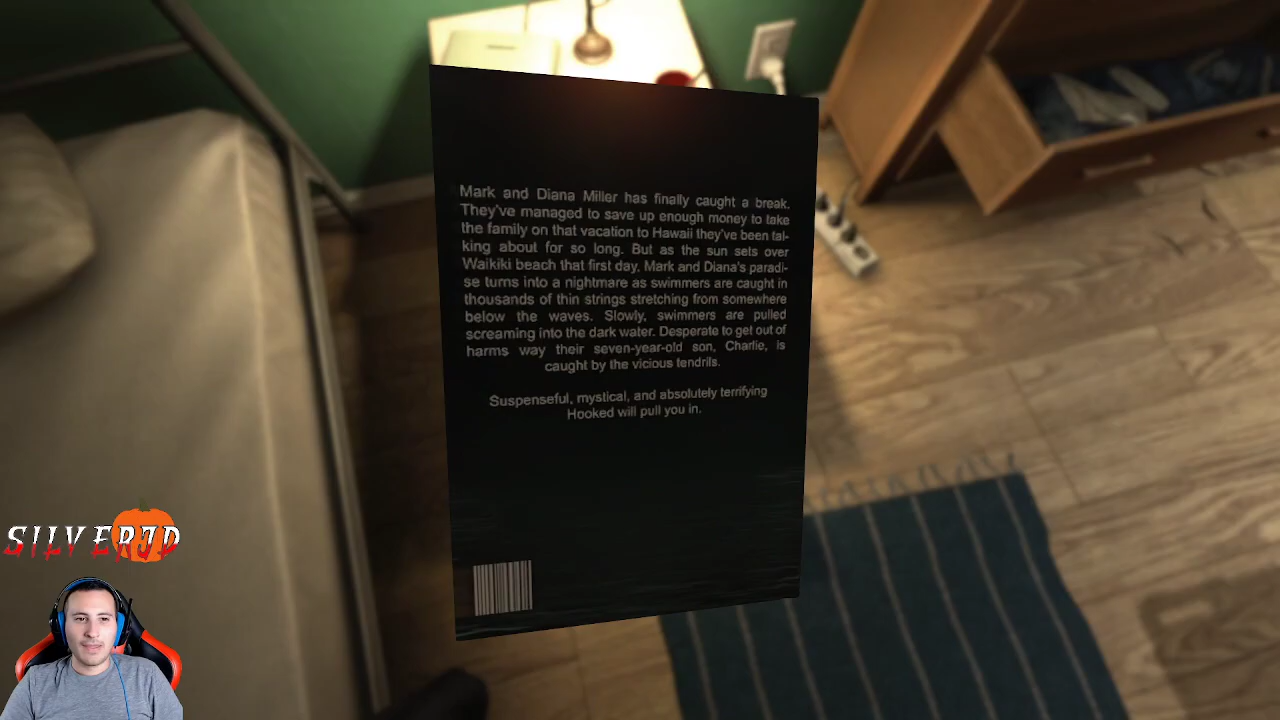 Mark and Diana Miller has finally caught a break.
They've managed to save up enough money to take
the family on that vacation to Hawaii they've been tal-
king about for so long. But as the sun sets over
Waikiki beach that first day, Mark and Diana's paradi-
se turns into a nightmare as swimmers are caught in
thousands of thin strings stretching from somewhere
below the waves. Slowly, swimmers are pulled
screaming into the dark water. Desperate to get out of
harms way their seven-year-old son, Charlie, is
caught by the vicious tendrils.
Suspenseful, mystical, and absolutely terrifying
Hooked will pull you in.
SILVERJD